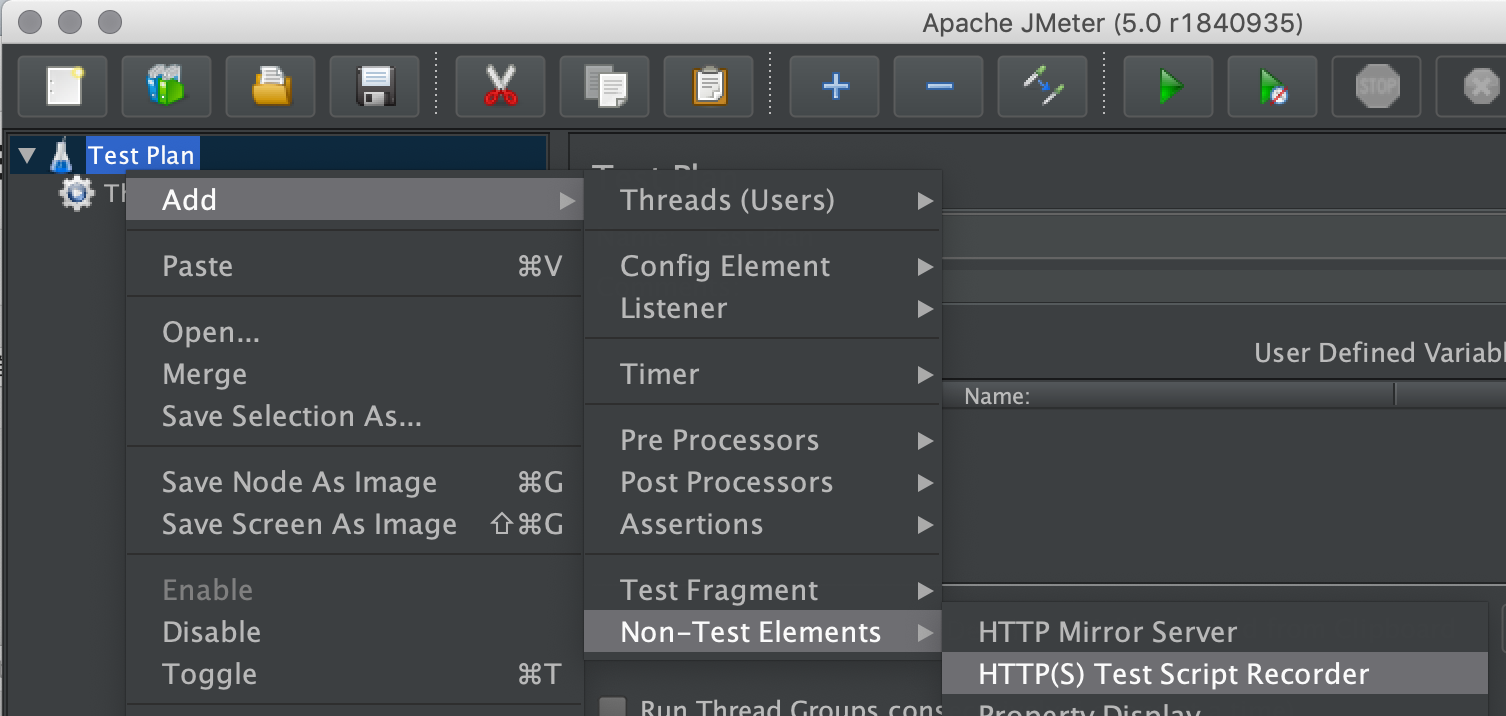 Apache JMeter (5.0 r1840935)
STOP
Test Plan
Add
Paste ⌘V
Open...
Merge
Save Selection As...
Save Node As Image ⌘G
Save Screen As Image ⇧⌘G
Enable
Disable
Toggle ⌘T
Threads (Users)
Config Element
Listener
Timer
Pre Processors
Post Processors
Assertions
Test Fragment
Non-Test Elements
HTTP Mirror Server
HTTP(S) Test Script Recorder
Property Display
User Defined Variabl
Name:
Run Thread Groups cons